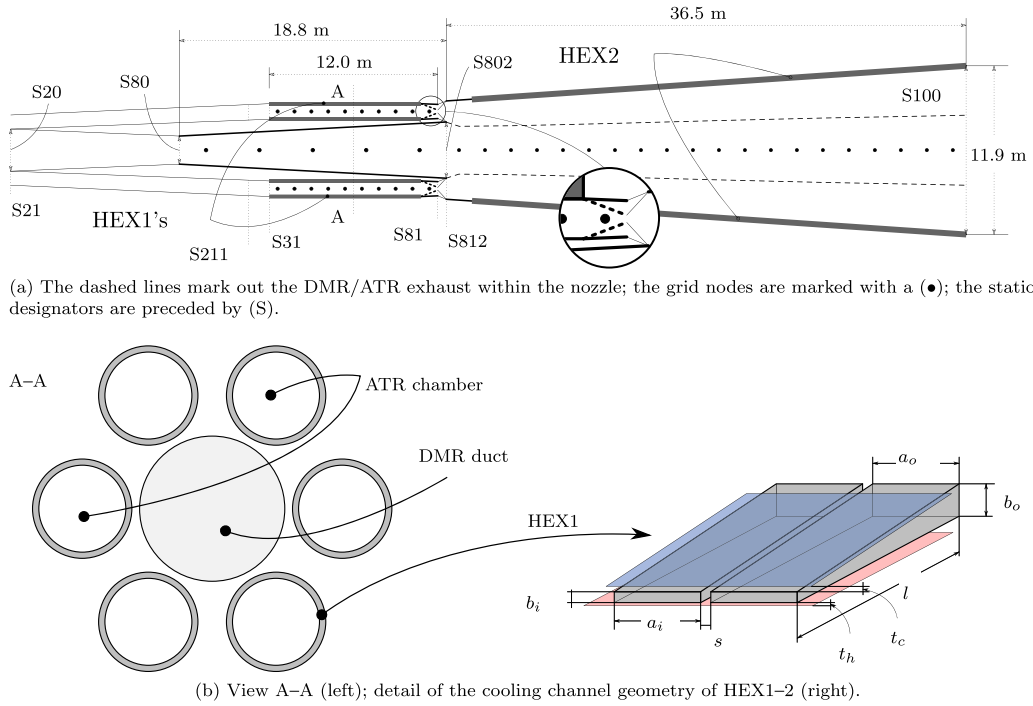 36.5 m
18.8 m
HEX2
12.0 m
S802
S80
A
S20
S100
11.9 m
S21
HEX1's
A
S31
S81
S812
S211
(a) The dashed lines mark out the DMR/ATR exhaust within the nozzle; the grid nodes are marked with a (●); the static
designators are preceded by (S).
A–A
ATR chamber
DMR duct
HEX1
a_o
b_o
b_i
a_i
s
l
t_c
t_h
(b) View A–A (left); detail of the cooling channel geometry of HEX1–2 (right).